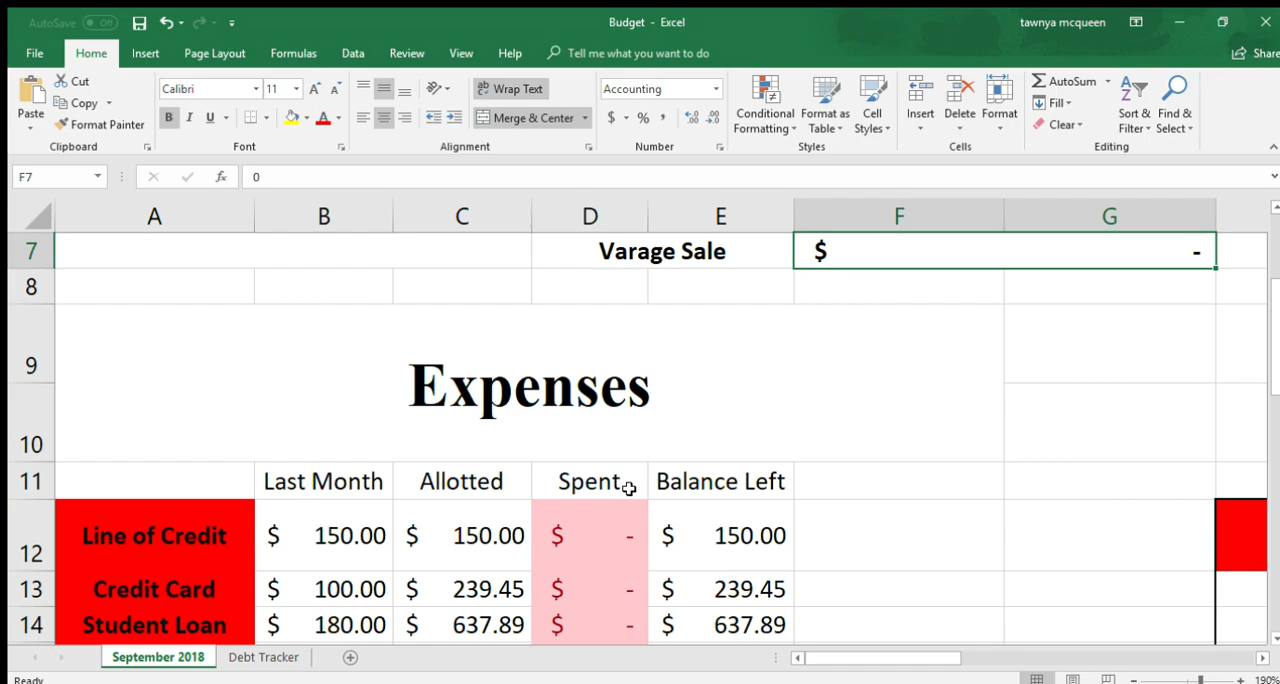 AutoSave Off Budget - Excel tawnya mcqueen
File Home Insert Page Layout Formulas Data Review View Help Tell me what you want to do Share
Paste
Cut
Copy
Format Painter
Clipboard
Calibri 11
B I U
Font
Wrap Text
Merge & Center
Alignment
Accounting
$ % ,
Number
Conditional Formatting
Format as Table
Cell Styles
Styles
Insert Delete Format
Cells
AutoSum
Fill
Clear
Sort & Filter
Find & Select
Editing
F7 fx 0
A B C D E F G
7 Varage Sale $ -
8
9
Expenses
10
11 Last Month Allotted Spent Balance Left
12 Line of Credit $ 150.00 $ 150.00 $ - $ 150.00
13 Credit Card $ 100.00 $ 239.45 $ - $ 239.45
14 Student Loan $ 180.00 $ 637.89 $ - $ 637.89
September 2018 Debt Tracker
Ready 190%